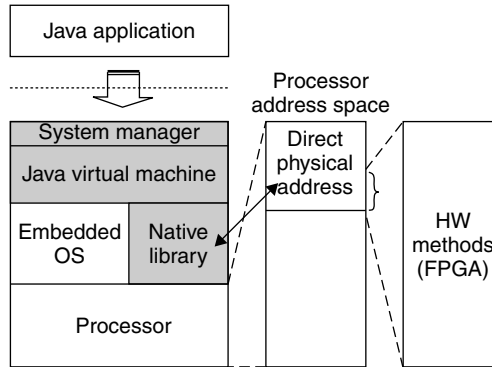 Java application
System manager
Java virtual machine
Embedded
OS
Native
library
Processor
Processor
address space
Direct
physical
address
HW
methods
(FPGA)